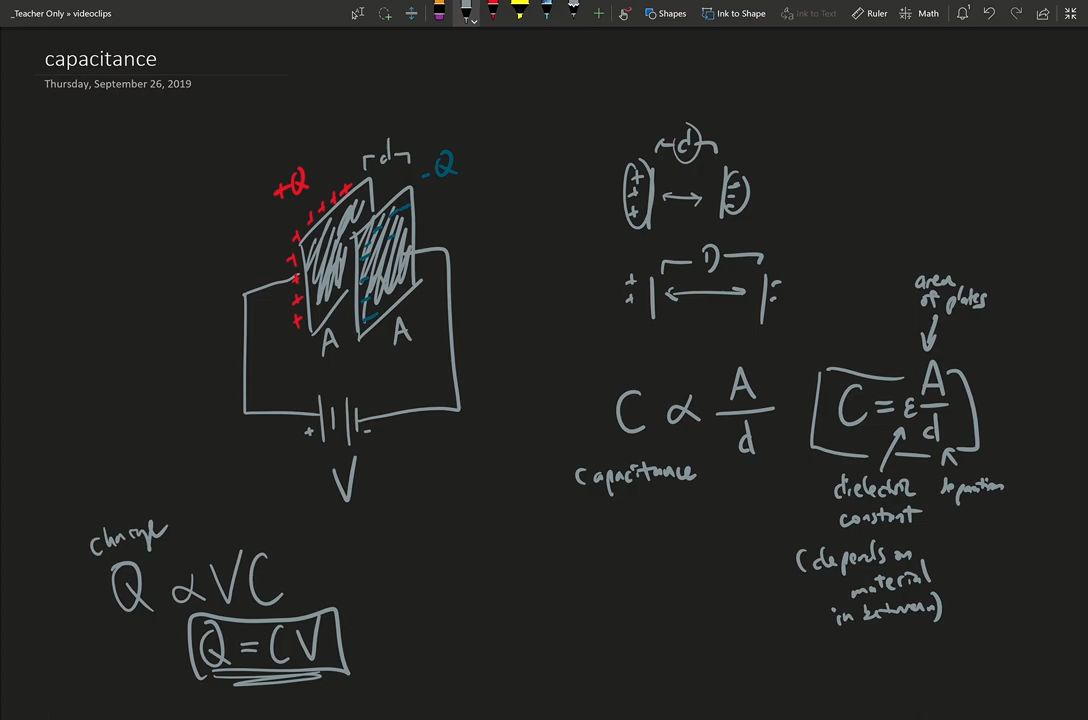 _Teacher Only » videoclips
Shapes
Ink to Shape
Ink to Text
Ruler
Math
capacitance
Thursday, September 26, 2019
d
+Q
-Q
+ + + +
+
+
+
+
+
A
A
+ -
V
charge
Q ∝ VC
Q = CV
d
+ -
+ -
+ -
D
+ -
+ -
C ∝ A
d
capacitance
area
of plates
C = ε A
d
dielectric
constant
separation
(depends on
material
in between)